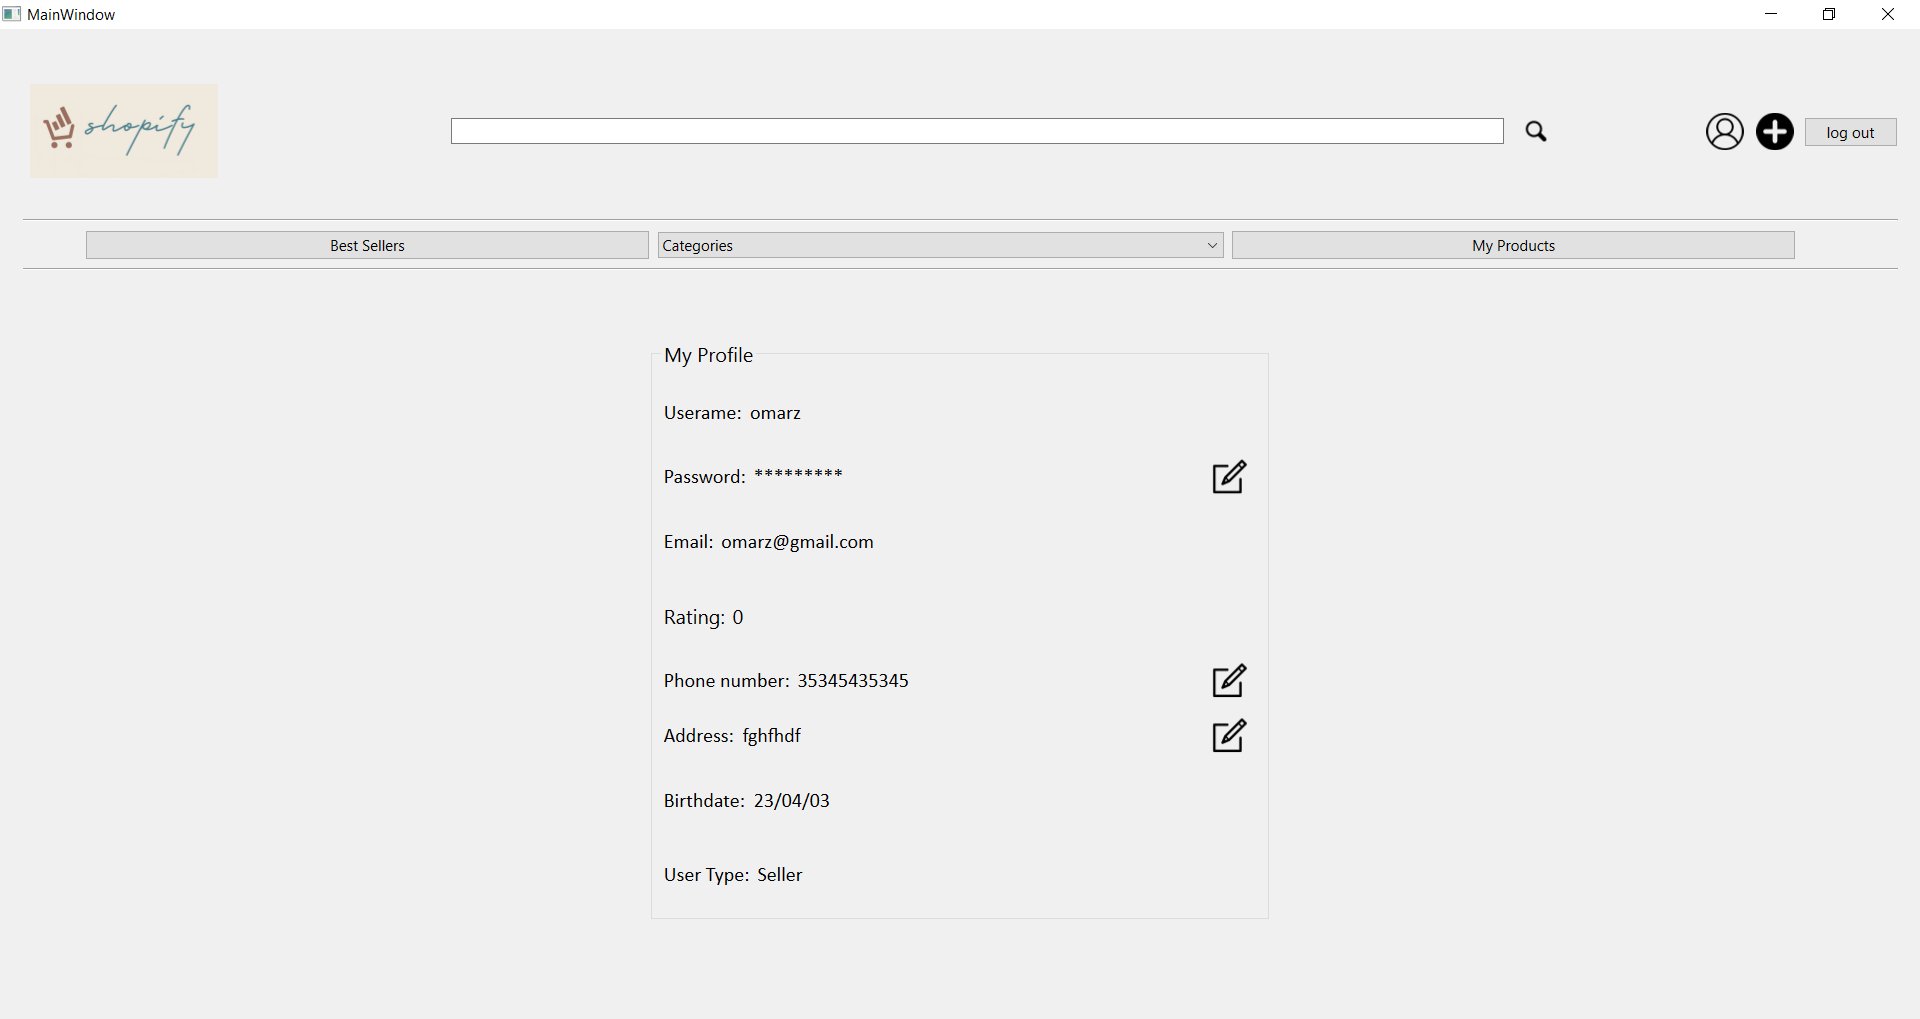 MainWindow
shopify
log out
Best Sellers
Categories
My Products
My Profile
Userame: omarz
Password: *********
Email: omarz@gmail.com
Rating: 0
Phone number: 35345435345
Address: fghfhdf
Birthdate: 23/04/03
User Type: Seller